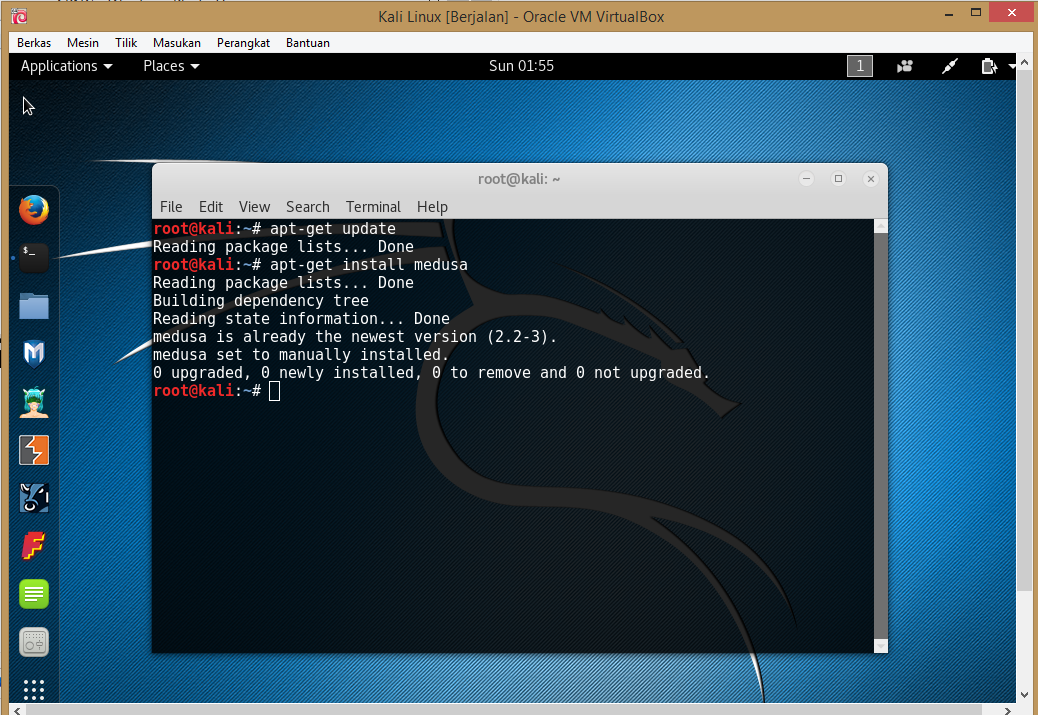 Kali Linux [Berjalan] - Oracle VM VirtualBox
Berkas Mesin Tilik Masukan Perangkat Bantuan
Applications Places Sun 01:55 1
root@kali: ~
File Edit View Search Terminal Help
root@kali:~# apt-get update
Reading package lists... Done
root@kali:~# apt-get install medusa
Reading package lists... Done
Building dependency tree
Reading state information... Done
medusa is already the newest version (2.2-3).
medusa set to manually installed.
0 upgraded, 0 newly installed, 0 to remove and 0 not upgraded.
root@kali:~#